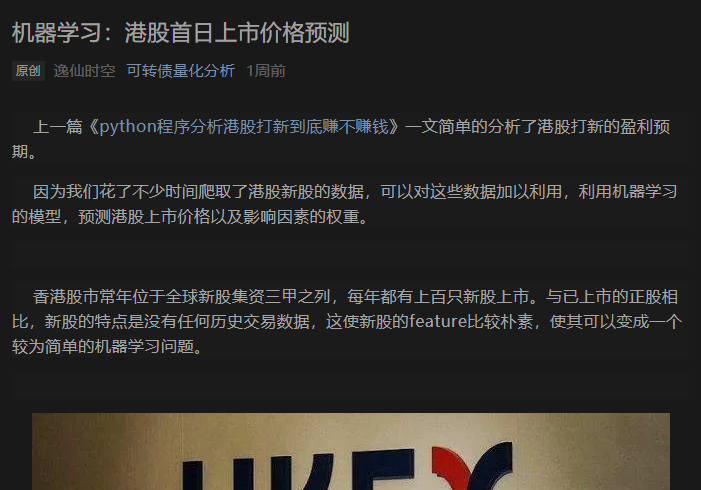 机器学习：港股首日上市价格预测
原创 逸仙时空 可转债量化分析 1周前
上一篇《python程序分析港股打新到底赚不赚钱》一文简单的分析了港股打新的盈利预
期。
因为我们花了不少时间爬取了港股新股的数据，可以对这些数据加以利用，利用机器学习
的模型，预测港股上市价格以及影响因素的权重。
香港股市常年位于全球新股集资三甲之列，每年都有上百只新股上市。与已上市的正股相
比，新股的特点是没有任何历史交易数据，这使新股的feature比较朴素，使其可以变成一个
较为简单的机器学习问题。
HKEX